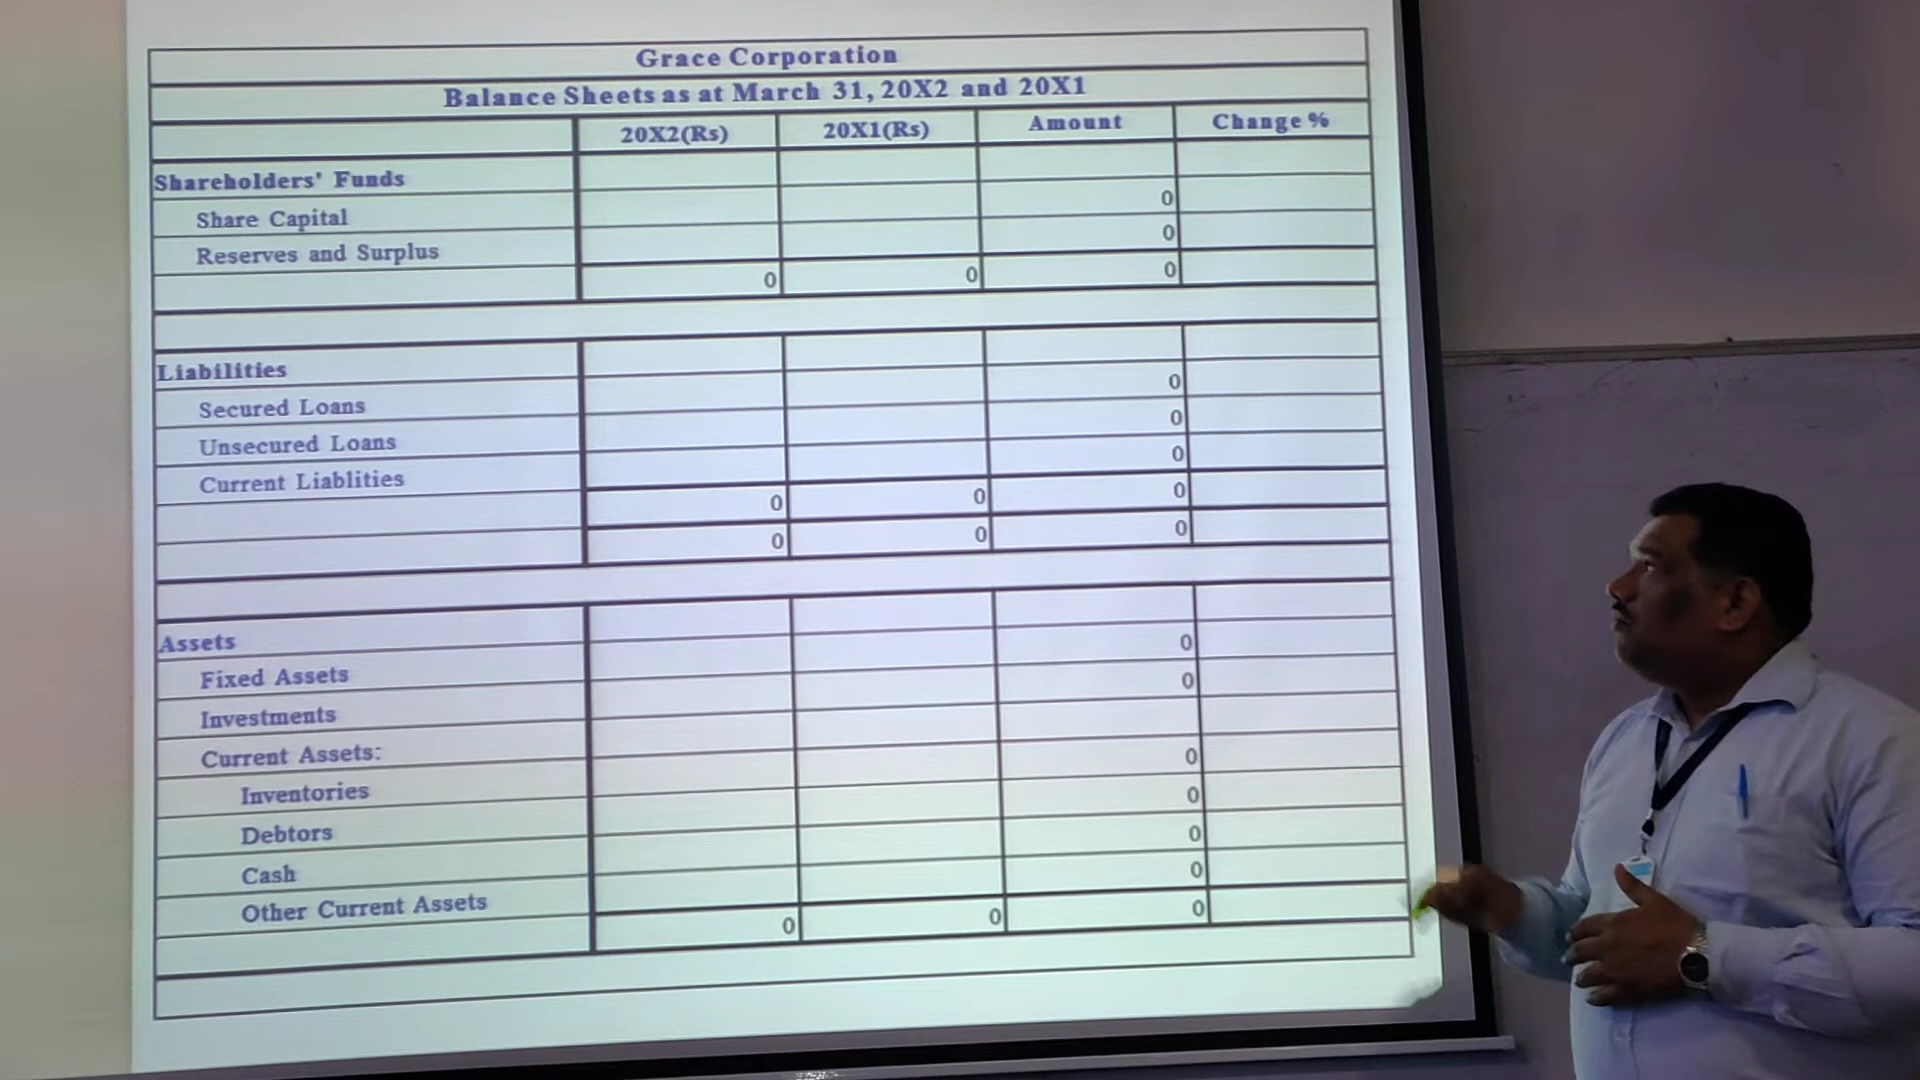 Grace Corporation
Balance Sheets as at March 31, 20X2 and 20X1
20X2(Rs) 20X1(Rs) Amount Change %
Shareholders' Funds
Share Capital 0
Reserves and Surplus 0
0 0 0
Liabilities
Secured Loans 0
Unsecured Loans 0
Current Liablities 0
0 0 0
0 0 0
Assets
Fixed Assets 0
Investments 0
Current Assets:
Inventories 0
Debtors 0
Cash 0
Other Current Assets 0
0 0 0